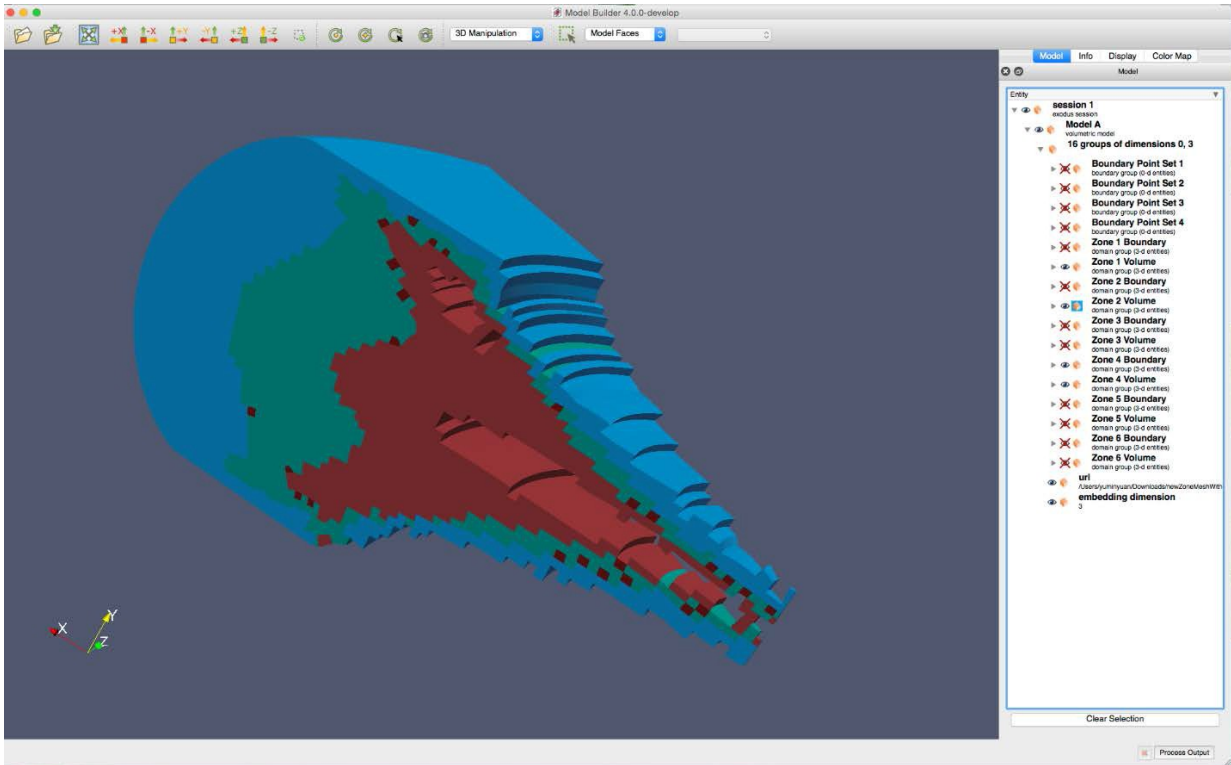 Model Builder 4.0.0-develop
+X -X +Y -Y +Z -Z 3D Manipulation Model Faces
Model Info Display Color Map
Model
Entity
session 1
exodus session
Model A
volumetric model
16 groups of dimensions 0, 3
Boundary Point Set 1
boundary group (0-d entities)
Boundary Point Set 2
boundary group (0-d entities)
Boundary Point Set 3
boundary group (0-d entities)
Boundary Point Set 4
boundary group (0-d entities)
Zone 1 Boundary
domain group (3-d entities)
Zone 1 Volume
domain group (3-d entities)
Zone 2 Boundary
domain group (3-d entities)
Zone 2 Volume
domain group (3-d entities)
Zone 3 Boundary
domain group (3-d entities)
Zone 3 Volume
domain group (3-d entities)
Zone 4 Boundary
domain group (3-d entities)
Zone 4 Volume
domain group (3-d entities)
Zone 5 Boundary
domain group (3-d entities)
Zone 5 Volume
domain group (3-d entities)
Zone 6 Boundary
domain group (3-d entities)
Zone 6 Volume
domain group (3-d entities)
url
/Users/yuminyuan/Downloads/newZoneMeshWith
embedding dimension
3
X
Y
Z
Clear Selection
Process Output